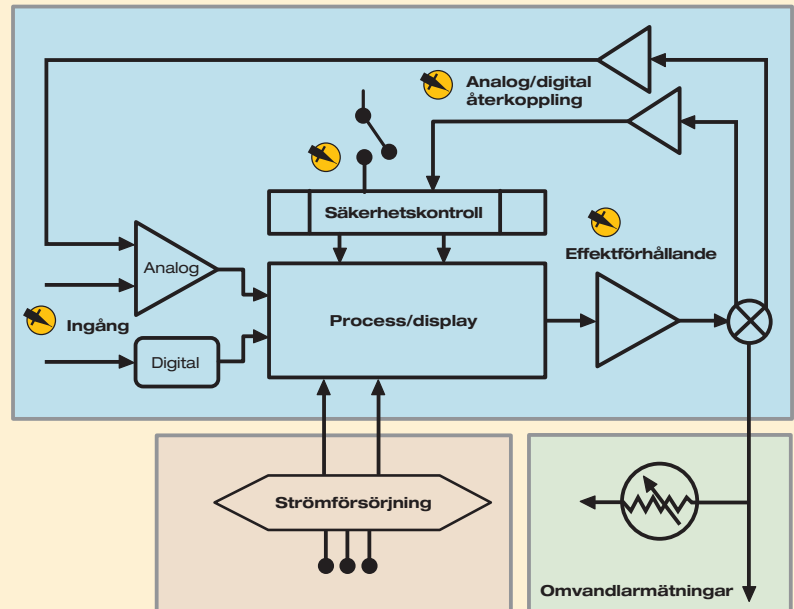 Analog/digital
återkoppling
Säkerhetskontroll
Effektförhållande
Analog
Ingång
Process/display
Digital
Strömförsörjning
Omvandlarmätningar